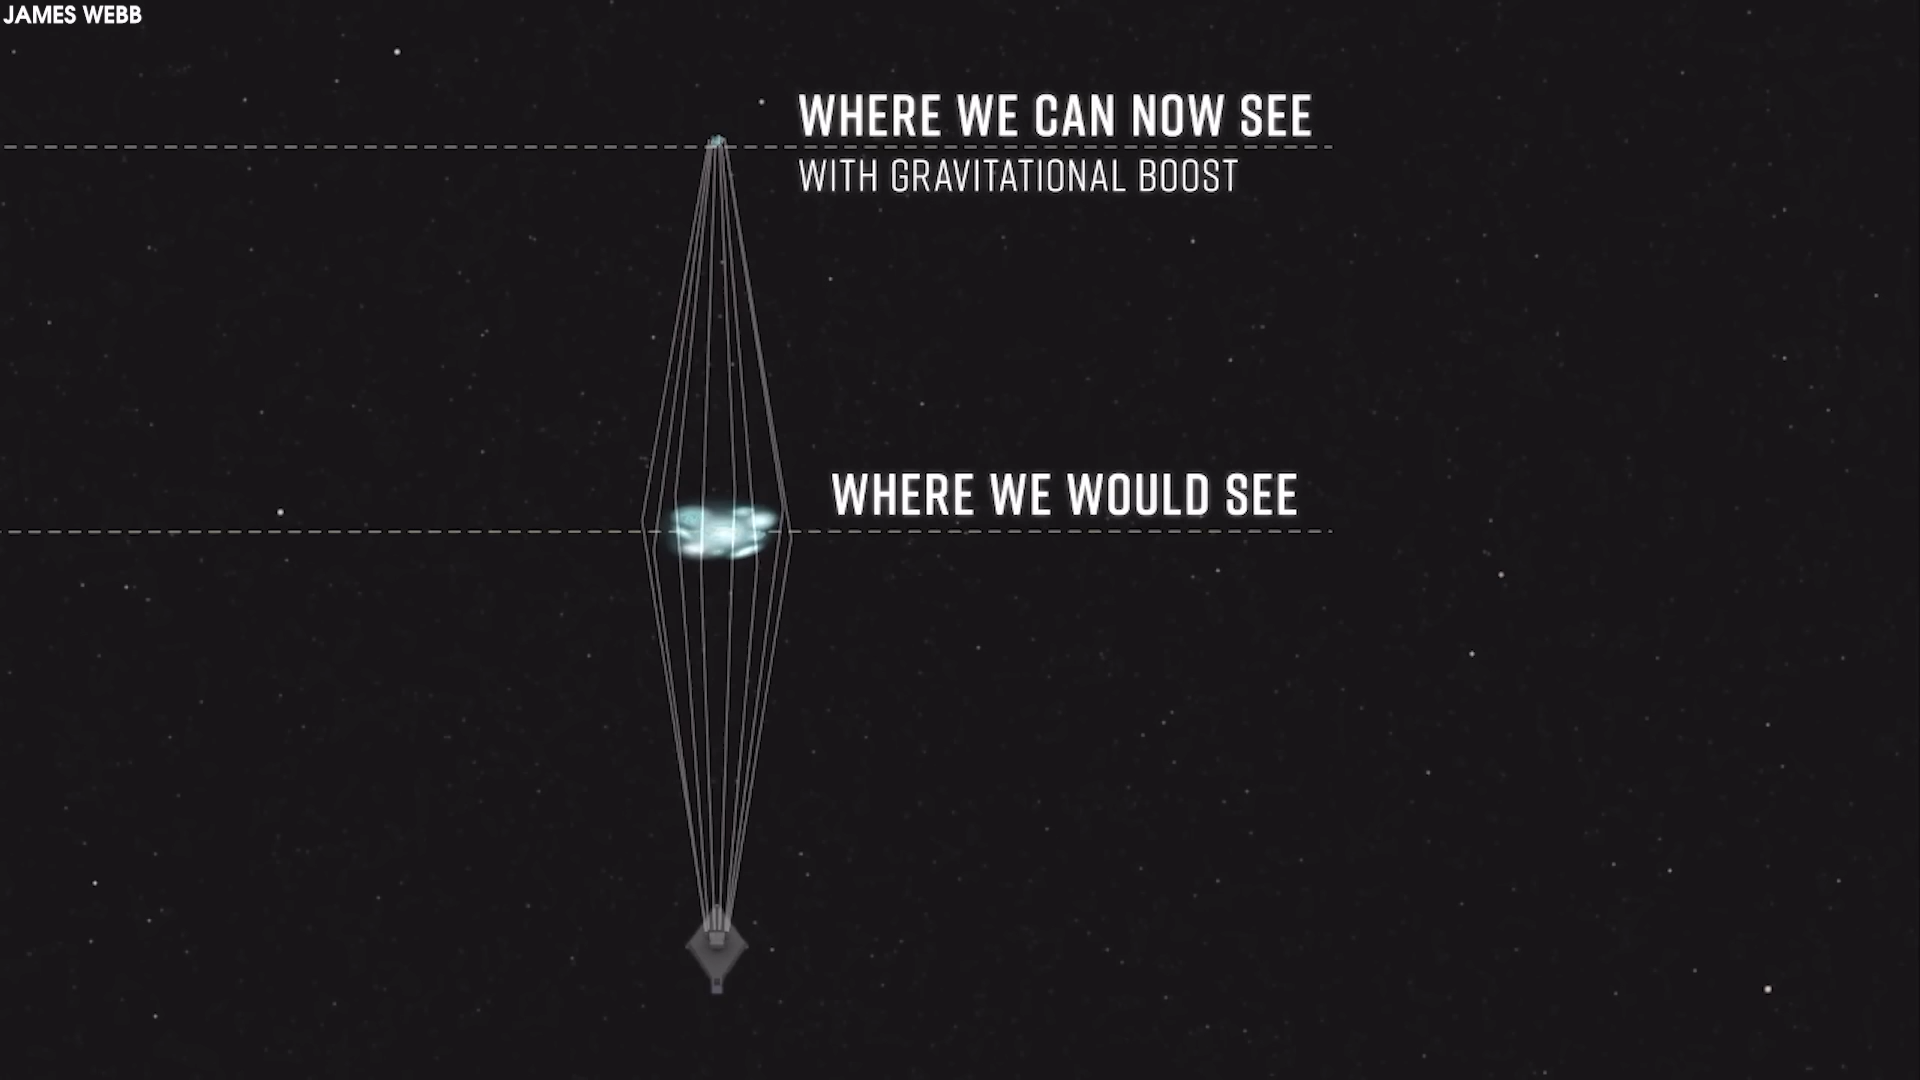 JAMES WEBB
WHERE WE CAN NOW SEE
WITH GRAVITATIONAL BOOST
WHERE WE WOULD SEE